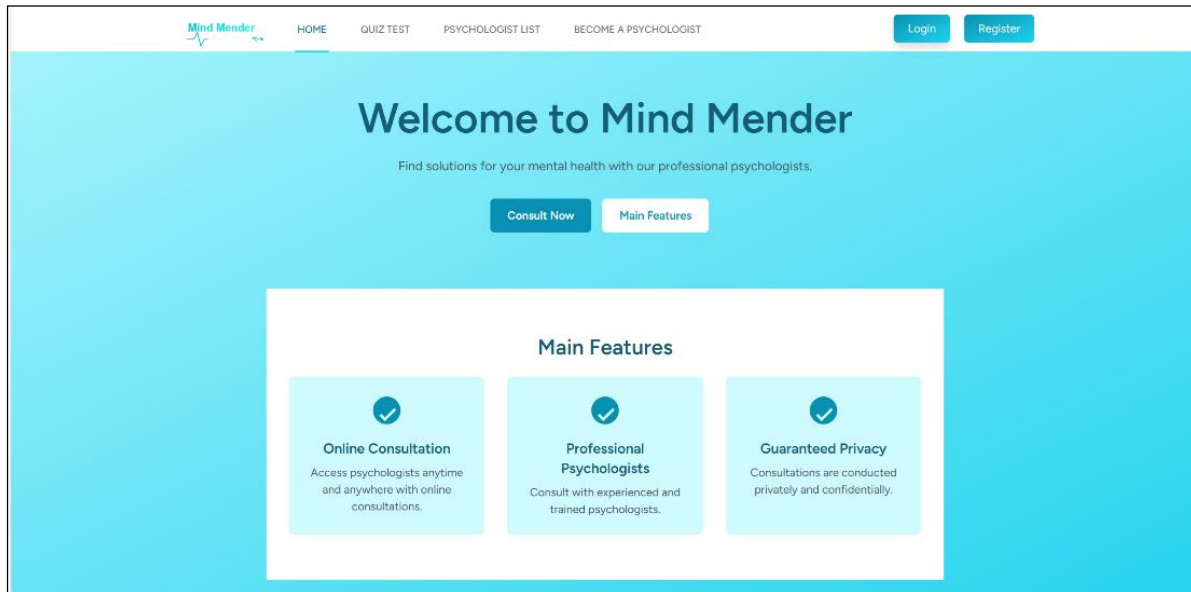 Mind Mender
HOME
QUIZ TEST
PSYCHOLOGIST LIST
BECOME A PSYCHOLOGIST
Login
Register
Welcome to Mind Mender
Find solutions for your mental health with our professional psychologists.
Consult Now
Main Features
Main Features
Online Consultation
Access psychologists anytime
and anywhere with online
consultations.
Professional
Psychologists
Consult with experienced and
trained psychologists.
Guaranteed Privacy
Consultations are conducted
privately and confidentially.